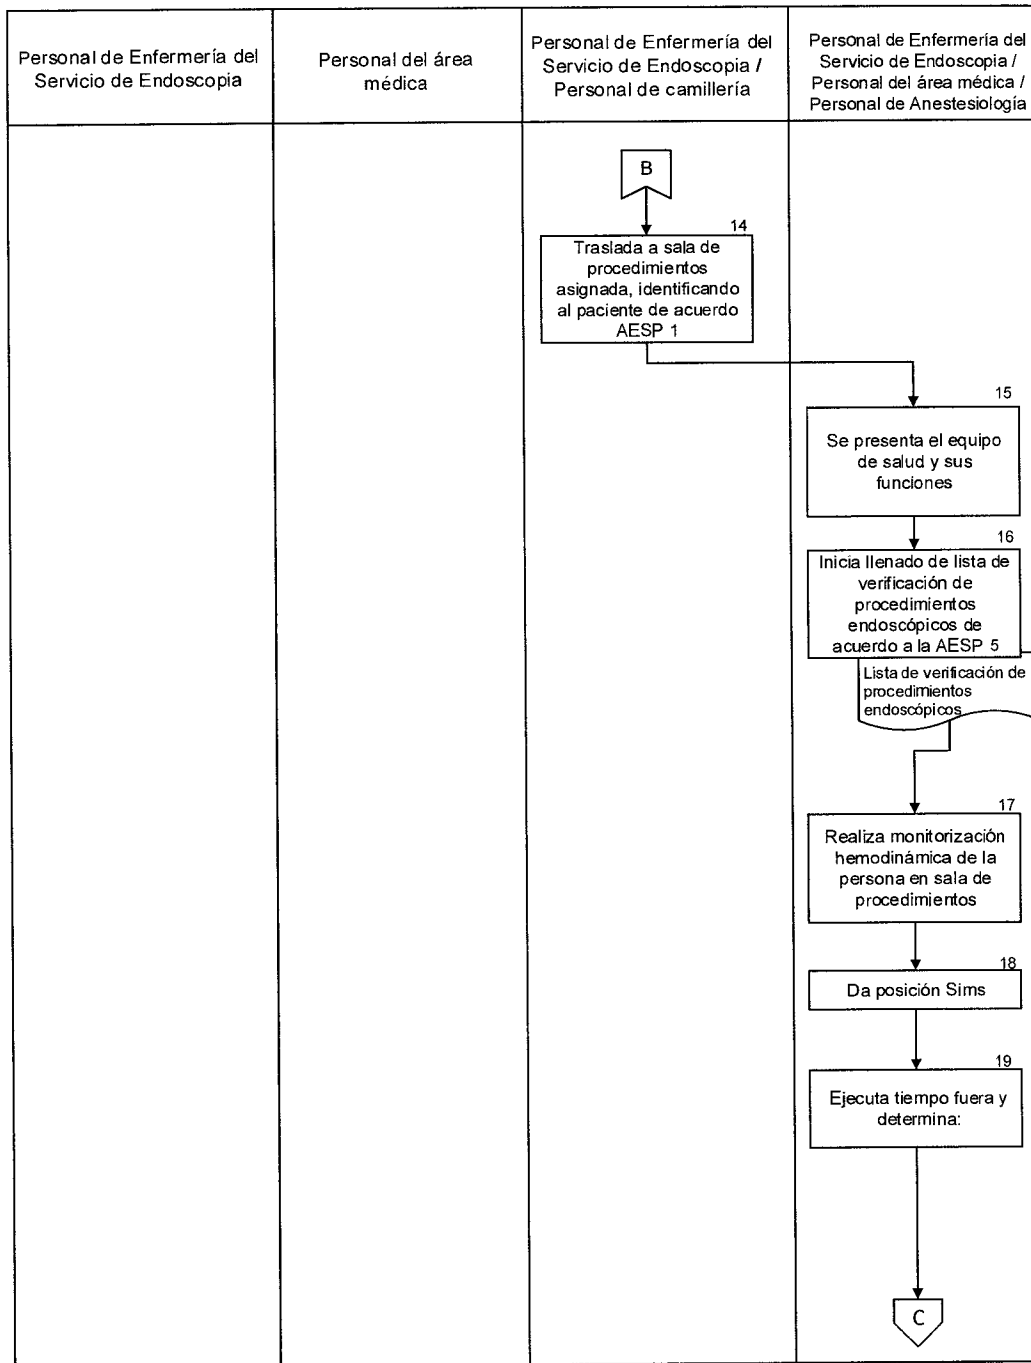 Personal de Enfermería del
Servicio de Endoscopia
Personal del área
médica
Personal de Enfermería del
Servicio de Endoscopia /
Personal de camillería
Personal de Enfermería del
Servicio de Endoscopia /
Personal del área médica /
Personal de Anestesiología
B
14
Traslada a sala de
procedimientos
asignada, identificando
al paciente de acuerdo
AESP 1
15
Se presenta el equipo
de salud y sus
funciones
16
Inicia llenado de lista de
verificación de
procedimientos
endoscópicos de
acuerdo a la AESP 5
Lista de verificación de
procedimientos
endoscópicos
17
Realiza monitorización
hemodinámica de la
persona en sala de
procedimientos
18
Da posición Sims
19
Ejecuta tiempo fuera y
determina:
C